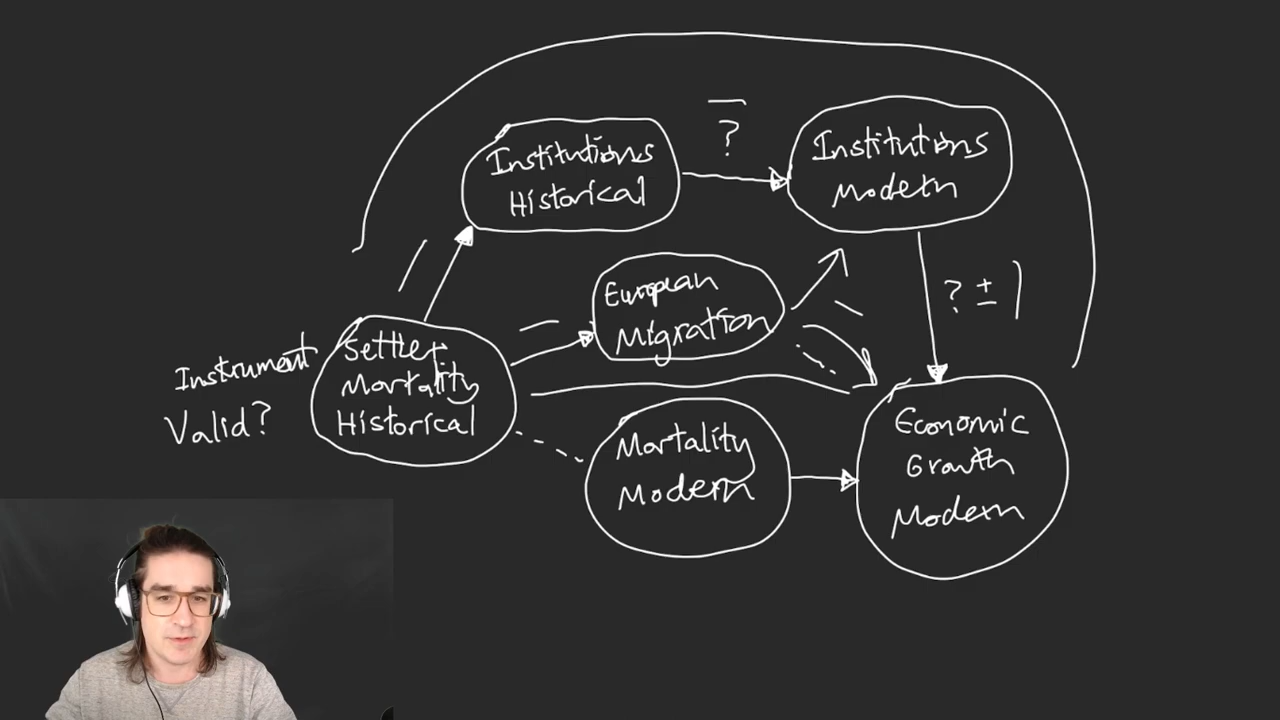 Institutions
Historical
?
Institutions
Modern
European
Migration
? ±
Instrument
Valid?
Settler
Mortality
Historical
Mortality
Modern
Economic
Growth
Modern